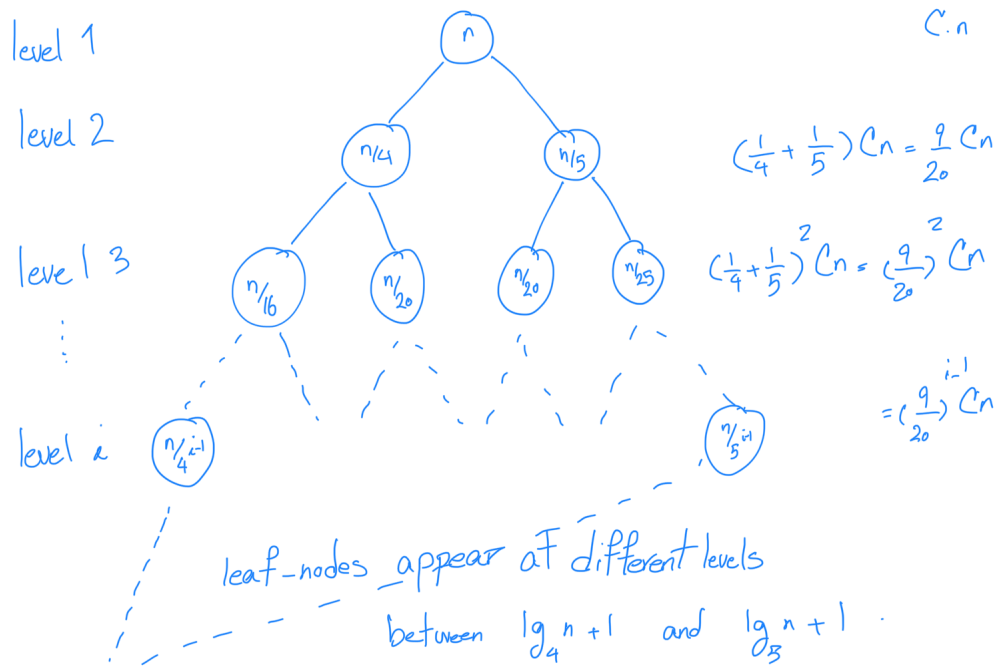 level 1 n C.n
level 2 n/4 n/5 (1/4 + 1/5) Cn = 9/20 Cn
level 3 n/16 n/20 n/20 n/25 (1/4 + 1/5)^2 Cn = (9/20)^2 Cn
level i n/4^i-1 n/5^i-1 = (9/20)^i-1 Cn
leaf-nodes appear at different levels
between lg_4 n + 1 and lg_5 n + 1 .